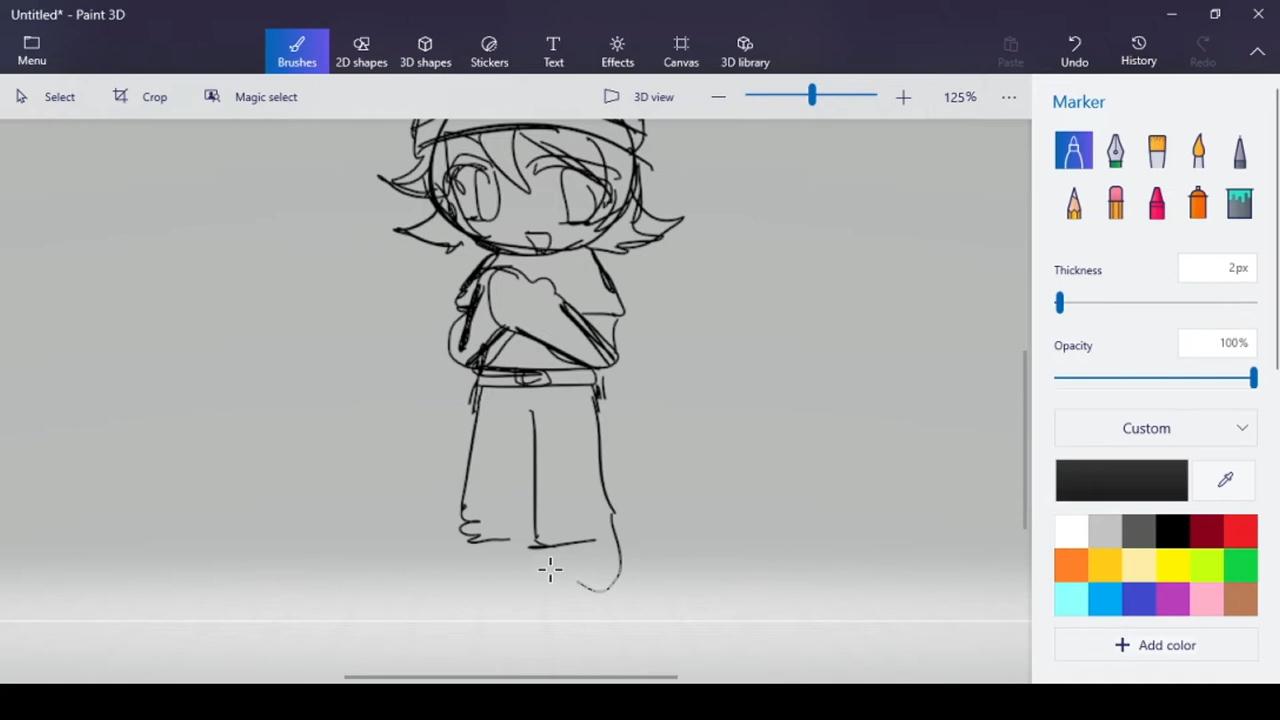 Untitled* - Paint 3D
Menu
Brushes
2D shapes
3D shapes
Stickers
Text
Effects
Canvas
3D library
Paste
Undo
History
Redo
Select
Crop
Magic select
3D view
125%
Marker
Thickness
2px
Opacity
100%
Custom
Add color